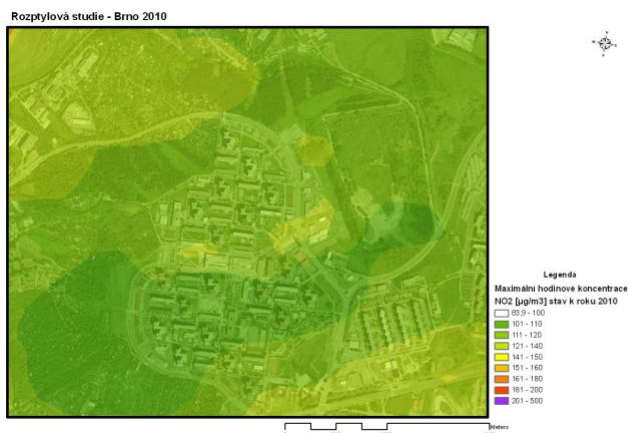 Rozptylová studie - Brno 2010
Legenda
Maximální hodinové koncentrace
NO2 [µg/m3] stav k roku 2010
83,9 - 100
101 - 110
111 - 120
121 - 140
141 - 150
151 - 160
161 - 180
181 - 200
201 - 500
Meters